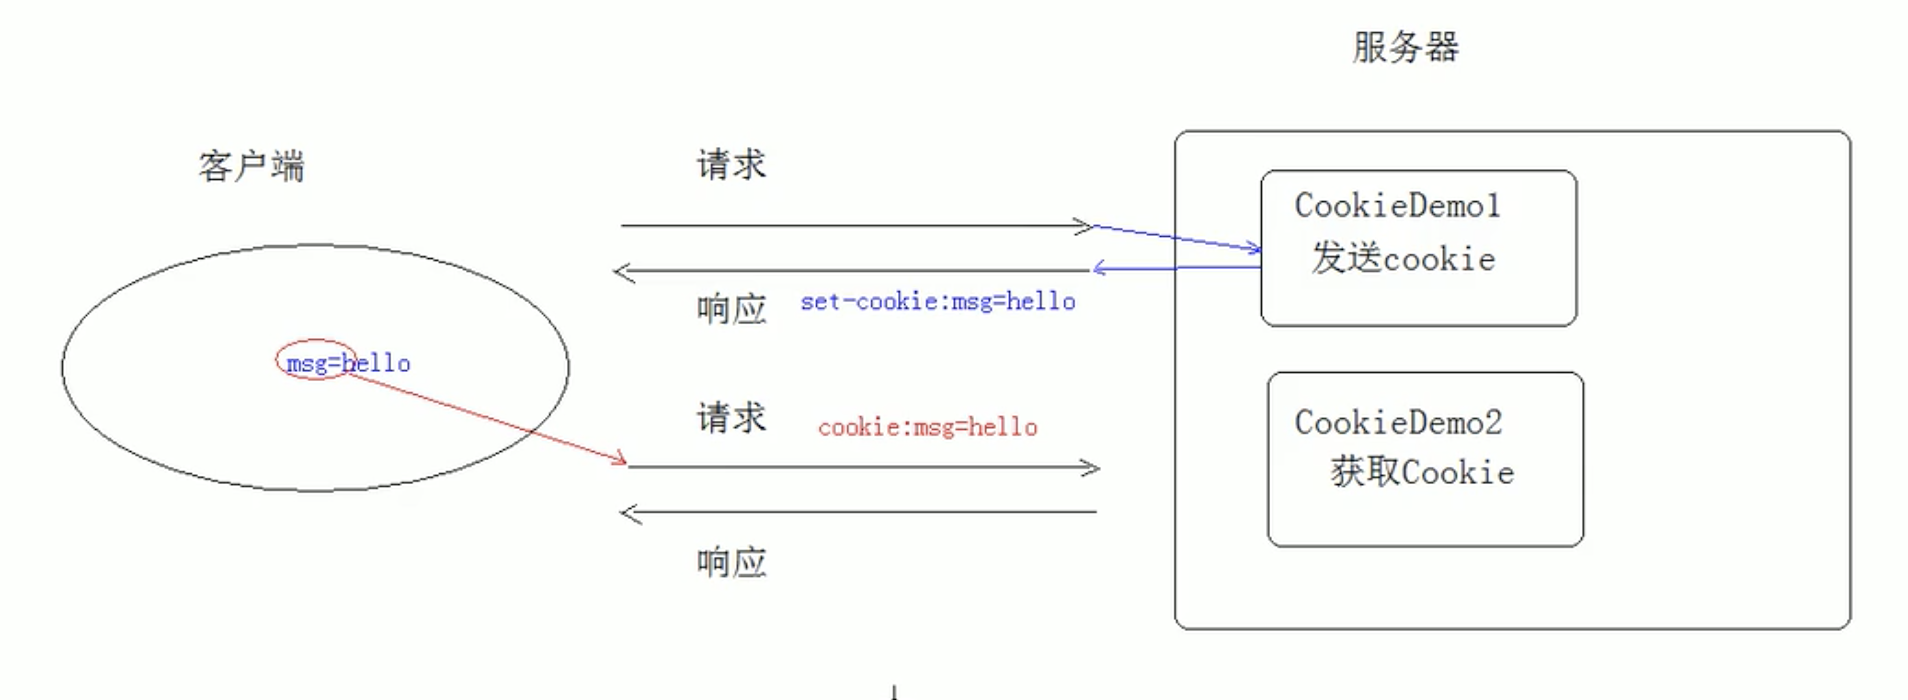 服务器
客户端
请求
CookieDemo1
发送cookie
响应
set-cookie:msg=hello
msg=hello
请求
cookie:msg=hello
CookieDemo2
获取Cookie
响应